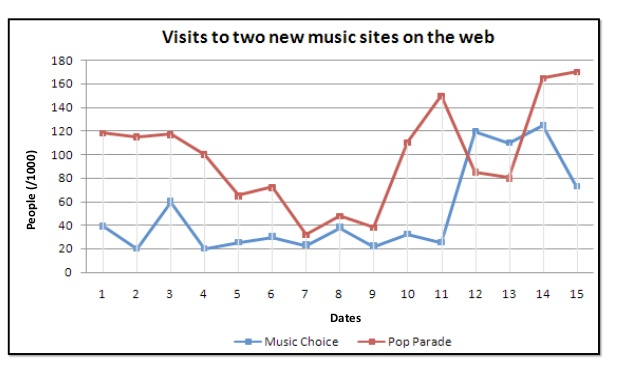 Visits to two new music sites on the web
180
160
140
120
100
80
60
40
20
0
People (/1000)
1 2 3 4 5 6 7 8 9 10 11 12 13 14 15
Dates
Music Choice Pop Parade